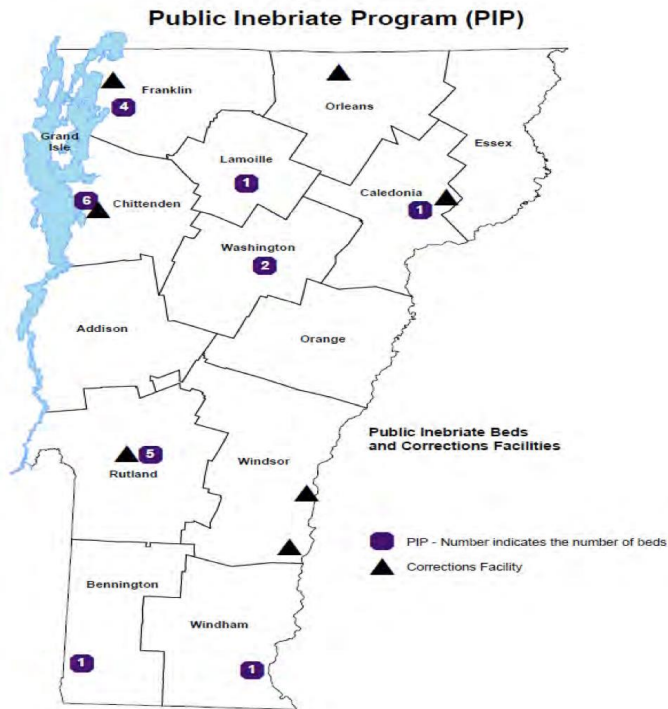 Public Inebriate Program (PIP)
Franklin
4
Orleans
Grand
Isle
Essex
Lamoille
1
Caledonia
1
6
Chittenden
Washington
2
Addison
Orange
Public Inebriate Beds
and Corrections Facilities
5
Rutland
Windsor
PIP - Number indicates the number of beds
Corrections Facility
Bennington
Windham
1
1